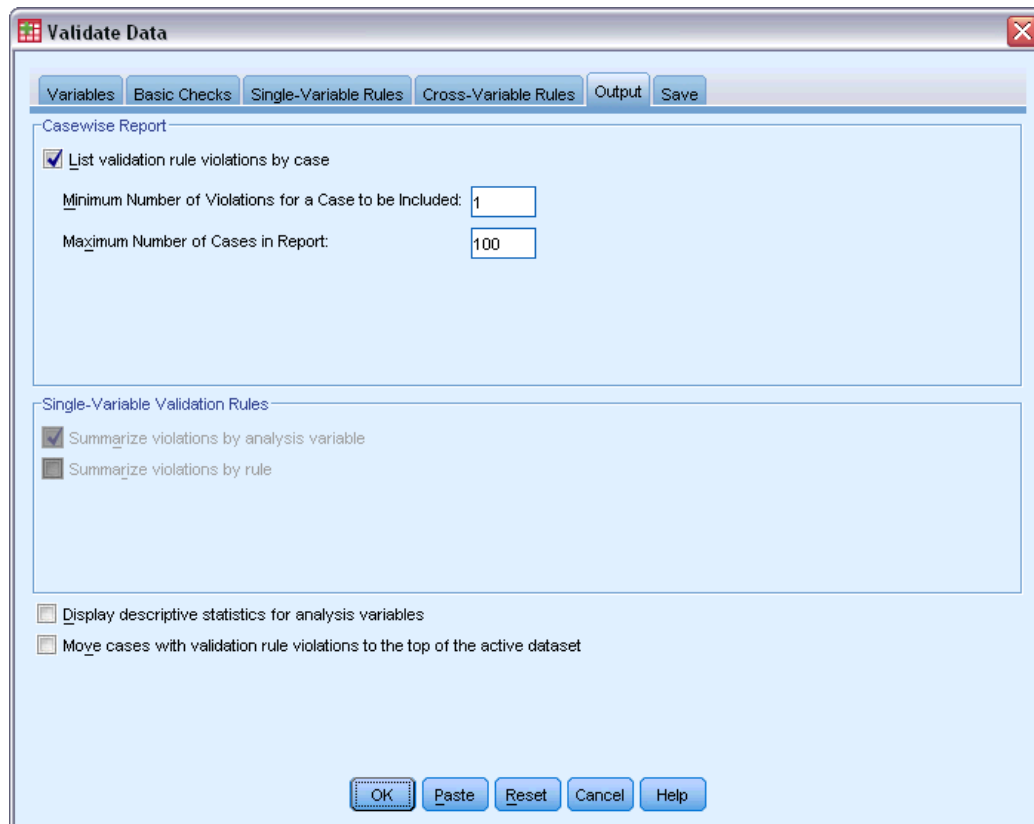 Validate Data
Variables Basic Checks Single-Variable Rules Cross-Variable Rules Output Save
Casewise Report
List validation rule violations by case
Minimum Number of Violations for a Case to be Included: 1
Maximum Number of Cases in Report: 100
Single-Variable Validation Rules
Summarize violations by analysis variable
Summarize violations by rule
Display descriptive statistics for analysis variables
Move cases with validation rule violations to the top of the active dataset
OK Paste Reset Cancel Help